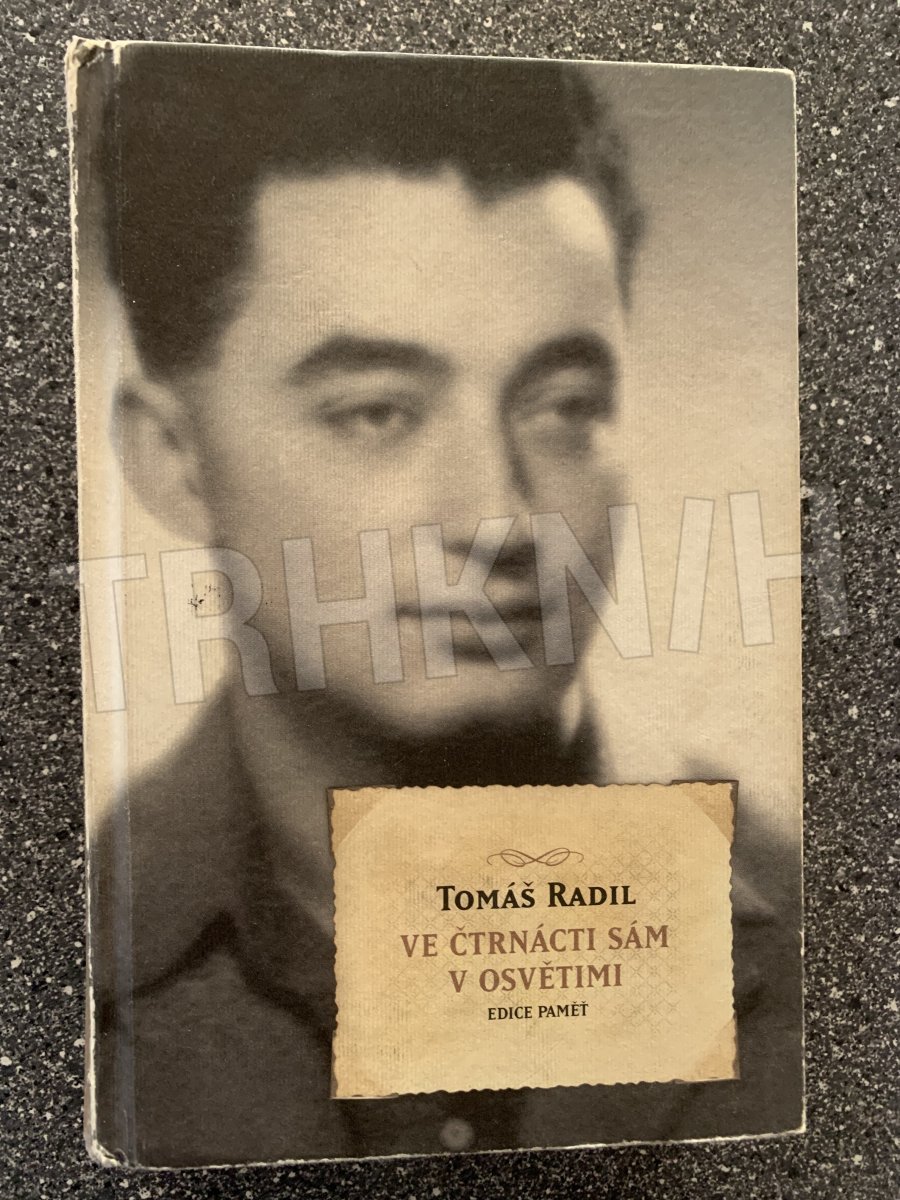 TRHKNIH
TOMÁŠ RADIL
VE ČTRNÁCTI SÁM
V OSVĚTIMI
EDICE PAMĚŤ